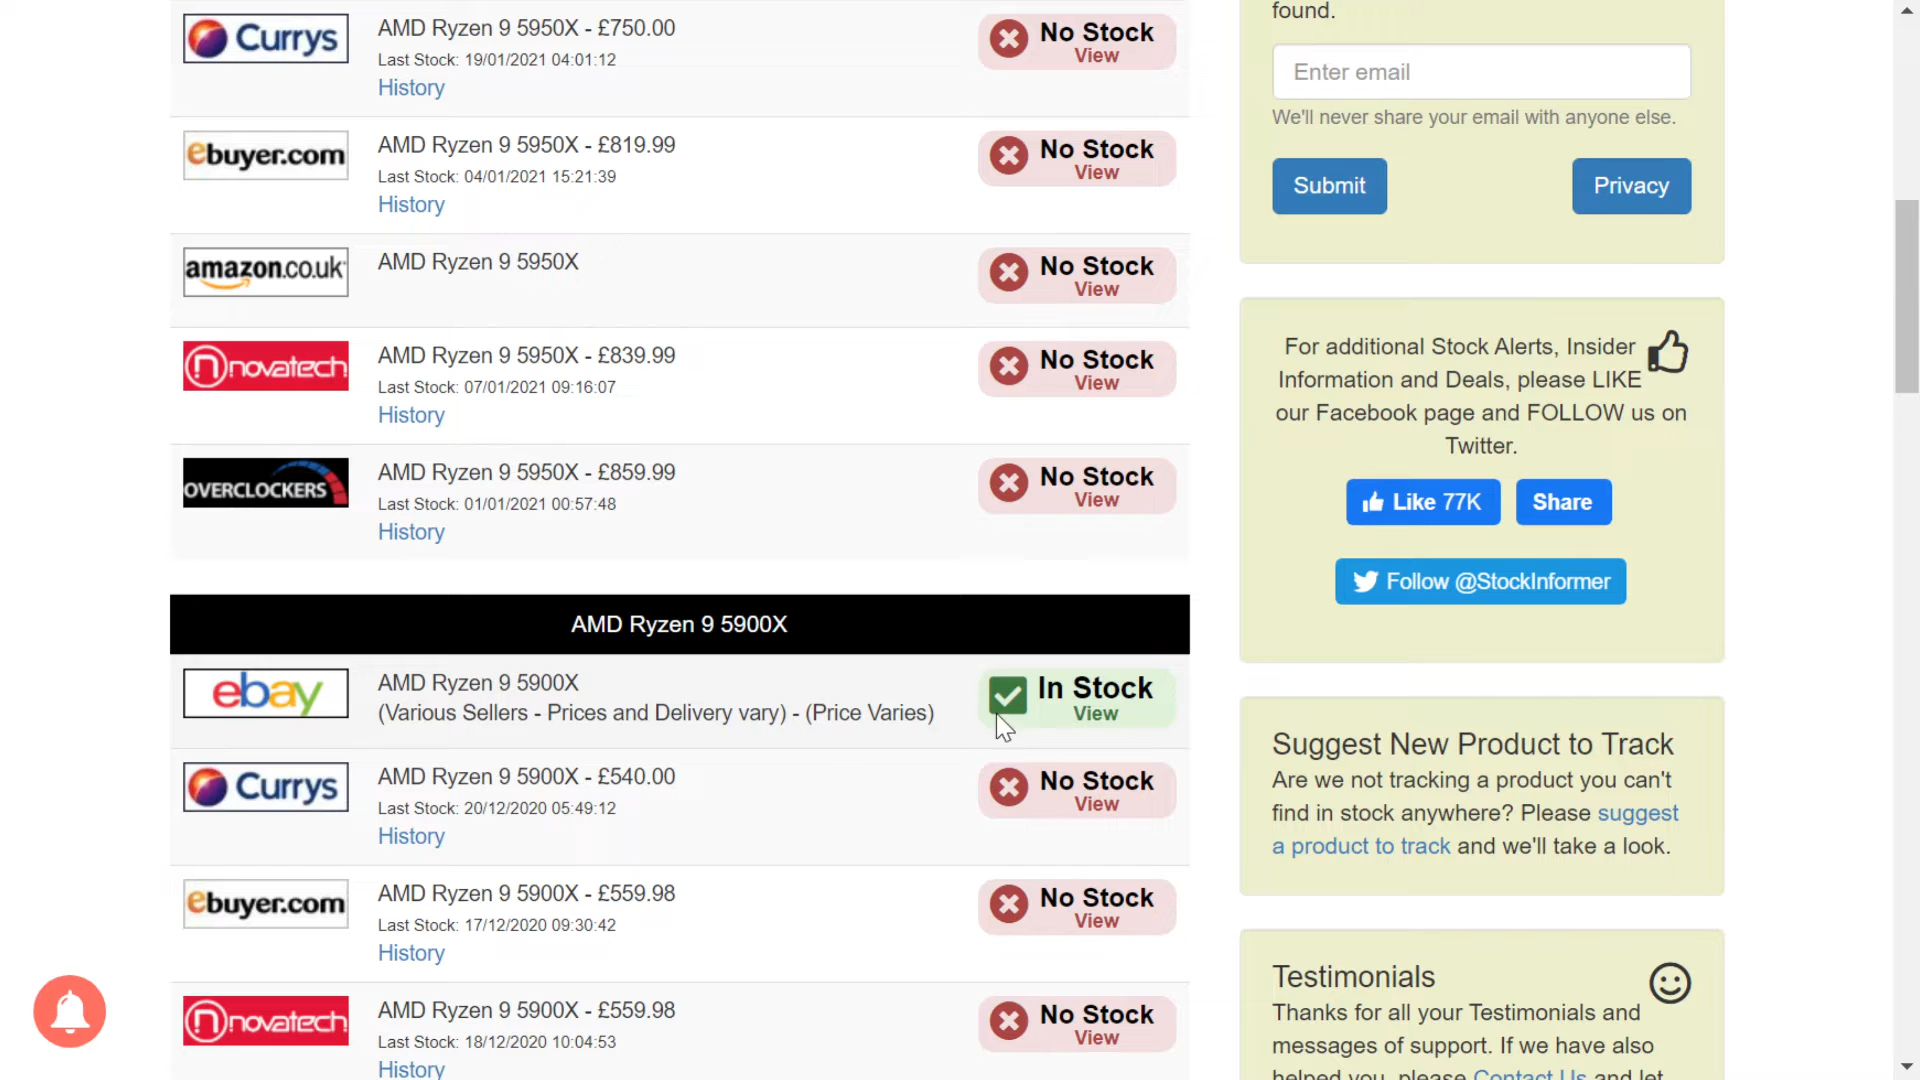 Currys
AMD Ryzen 9 5950X - £750.00
Last Stock: 19/01/2021 04:01:12
History
No Stock
View
ebuyer.com
AMD Ryzen 9 5950X - £819.99
Last Stock: 04/01/2021 15:21:39
History
No Stock
View
amazon.co.uk
AMD Ryzen 9 5950X
No Stock
View
novatech
AMD Ryzen 9 5950X - £839.99
Last Stock: 07/01/2021 09:16:07
History
No Stock
View
OVERCLOCKERS
AMD Ryzen 9 5950X - £859.99
Last Stock: 01/01/2021 00:57:48
History
No Stock
View
AMD Ryzen 9 5900X
ebay
AMD Ryzen 9 5900X
(Various Sellers - Prices and Delivery vary) - (Price Varies)
In Stock
View
Currys
AMD Ryzen 9 5900X - £540.00
Last Stock: 20/12/2020 05:49:12
History
No Stock
View
ebuyer.com
AMD Ryzen 9 5900X - £559.98
Last Stock: 17/12/2020 09:30:42
History
No Stock
View
novatech
AMD Ryzen 9 5900X - £559.98
Last Stock: 18/12/2020 10:04:53
History
No Stock
View
found.
Enter email
We'll never share your email with anyone else.
Submit
Privacy
For additional Stock Alerts, Insider
Information and Deals, please LIKE
our Facebook page and FOLLOW us on
Twitter.
Like 77K
Share
Follow @StockInformer
Suggest New Product to Track
Are we not tracking a product you can't
find in stock anywhere? Please suggest
a product to track and we'll take a look.
Testimonials
Thanks for all your Testimonials and
messages of support. If we have also
helped you, please Contact Us and let